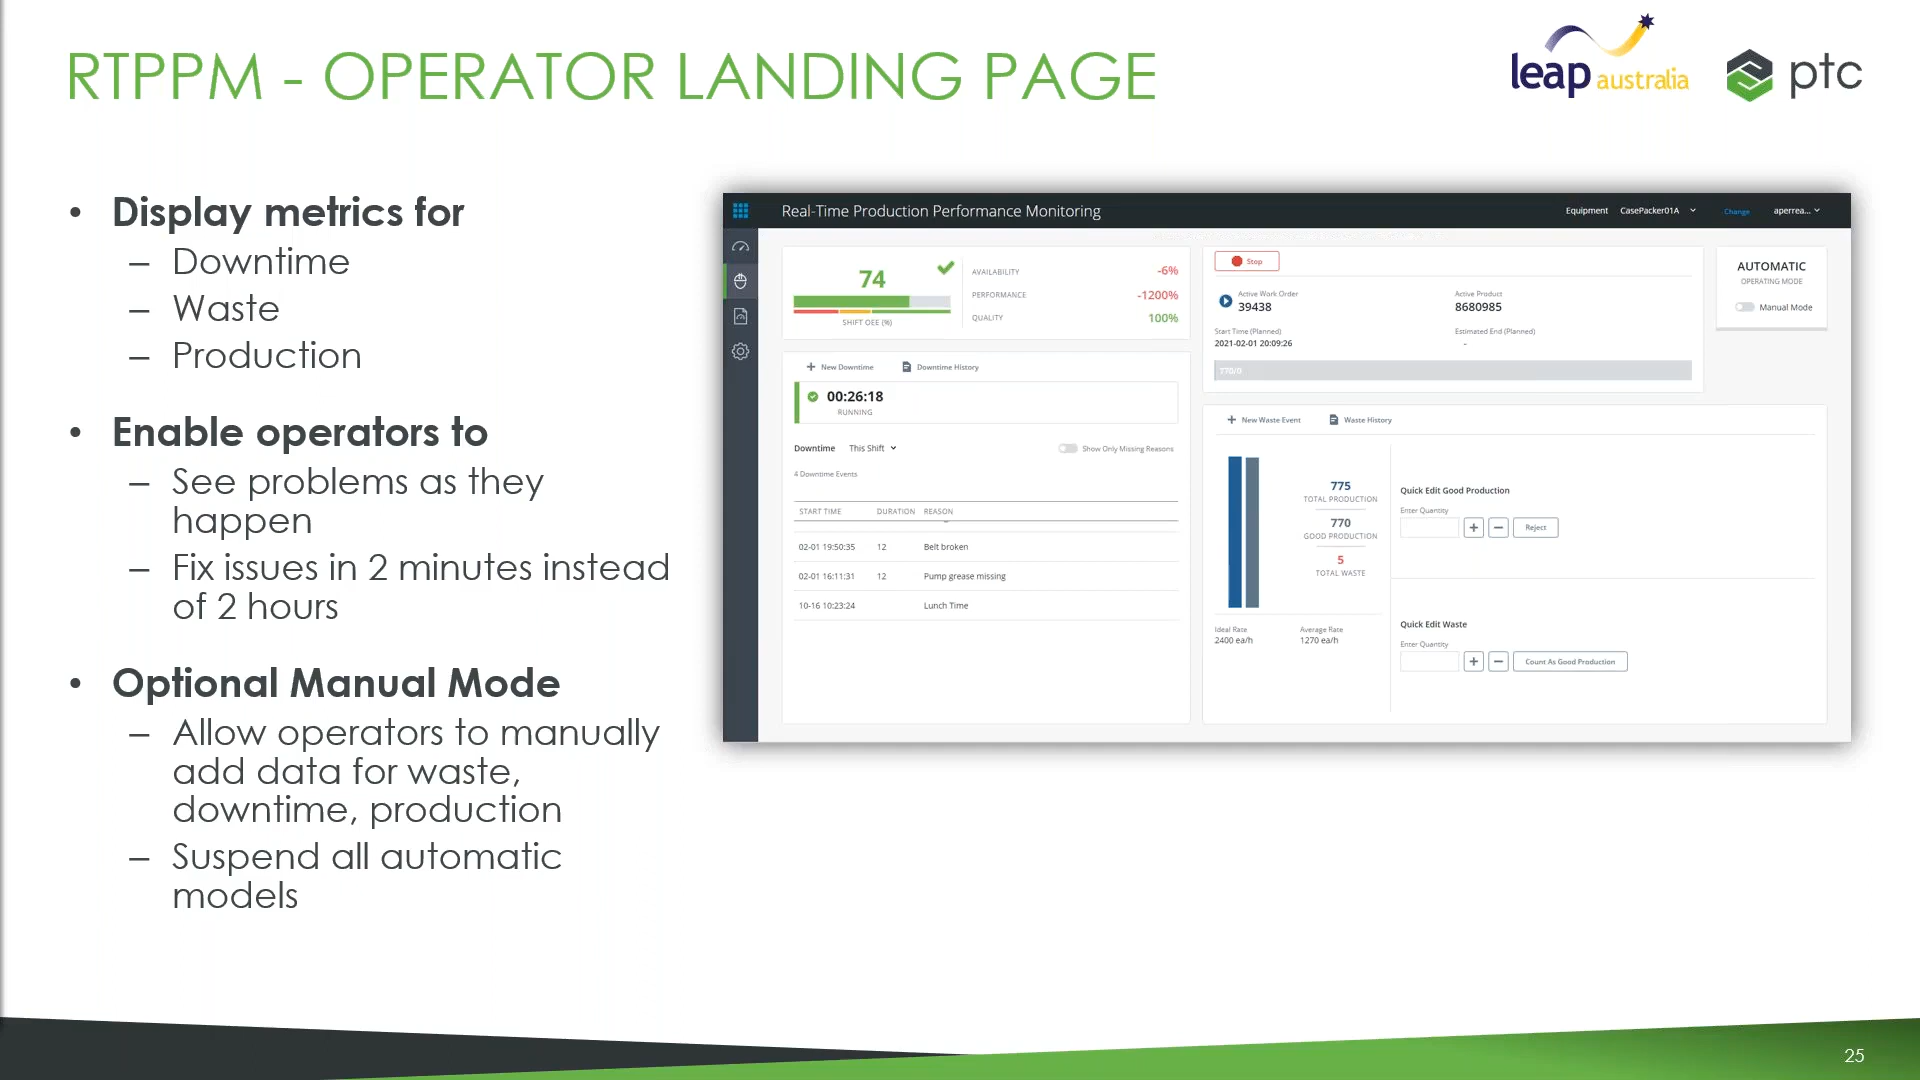 RTPPM - OPERATOR LANDING PAGE
leap australia
ptc
• Display metrics for
– Downtime
– Waste
– Production
• Enable operators to
– See problems as they
happen
– Fix issues in 2 minutes instead
of 2 hours
• Optional Manual Mode
– Allow operators to manually
add data for waste,
downtime, production
– Suspend all automatic
models
Real-Time Production Performance Monitoring
Equipment CasePacker01A Change aperrea...
74
SHIFT OEE (%)
AVAILABILITY -6%
PERFORMANCE -1200%
QUALITY 100%
New Downtime Downtime History
00:26:18
RUNNING
Downtime This Shift Show Only Missing Reasons
4 Downtime Events
START TIME DURATION REASON
02-01 19:50:35 12 Belt broken
02-01 16:11:31 12 Pump grease missing
10-16 10:23:24 Lunch Time
Stop
Active Work Order Active Product
39438 8680985
Start Time (Planned) Estimated End (Planned)
2021-02-01 20:09:26 -
770/0
AUTOMATIC
OPERATING MODE
Manual Mode
New Waste Event Waste History
775
TOTAL PRODUCTION
770
GOOD PRODUCTION
5
TOTAL WASTE
Ideal Rate Average Rate
2400 ea/h 1270 ea/h
Quick Edit Good Production
Enter Quantity
+ − Reject
Quick Edit Waste
Enter Quantity
+ − Count As Good Production
25